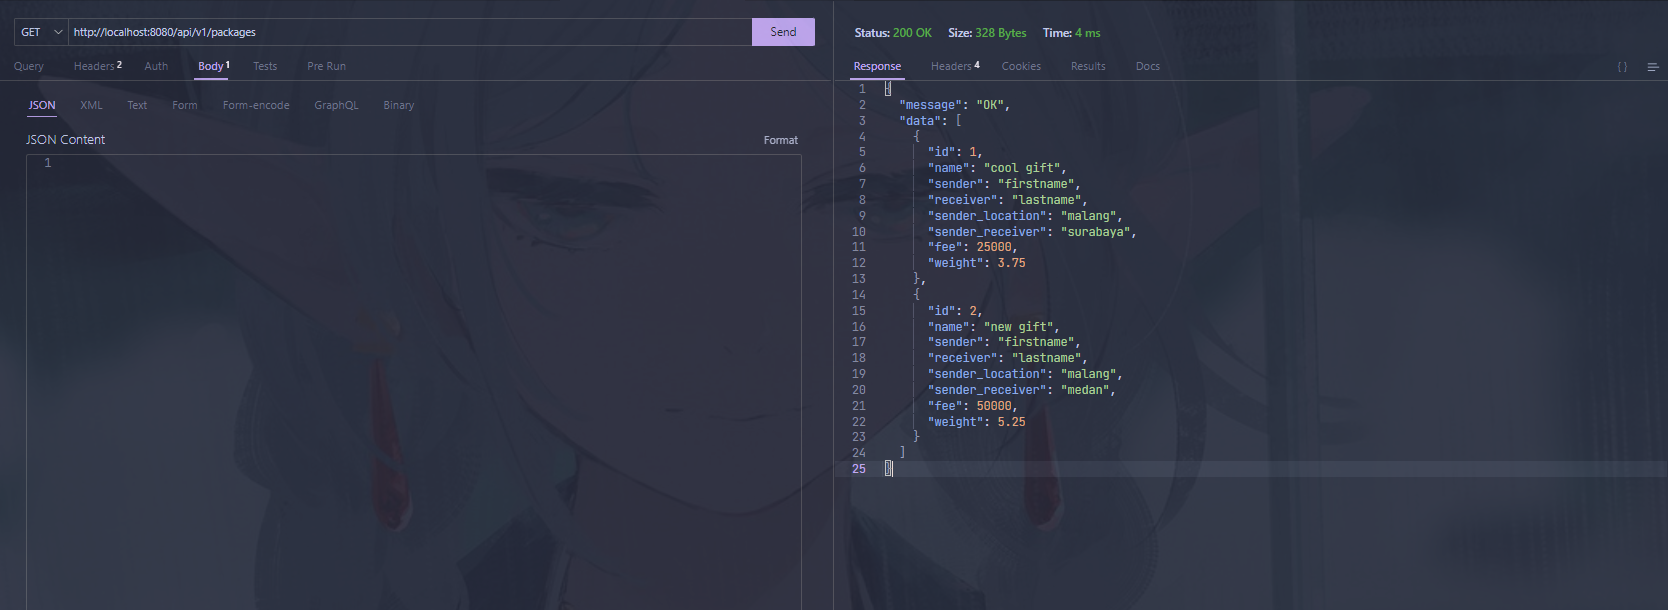 GET http://localhost:8080/api/v1/packages Send
Query Headers 2 Auth Body 1 Tests Pre Run
JSON XML Text Form Form-encode GraphQL Binary
JSON Content Format
1
Status: 200 OK Size: 328 Bytes Time: 4 ms
Response Headers 4 Cookies Results Docs { }
1 {
2 "message": "OK",
3 "data": [
4 {
5 "id": 1,
6 "name": "cool gift",
7 "sender": "firstname",
8 "receiver": "lastname",
9 "sender_location": "malang",
10 "sender_receiver": "surabaya",
11 "fee": 25000,
12 "weight": 3.75
13 },
14 {
15 "id": 2,
16 "name": "new gift",
17 "sender": "firstname",
18 "receiver": "lastname",
19 "sender_location": "malang",
20 "sender_receiver": "medan",
21 "fee": 50000,
22 "weight": 5.25
23 }
24 ]
25 }